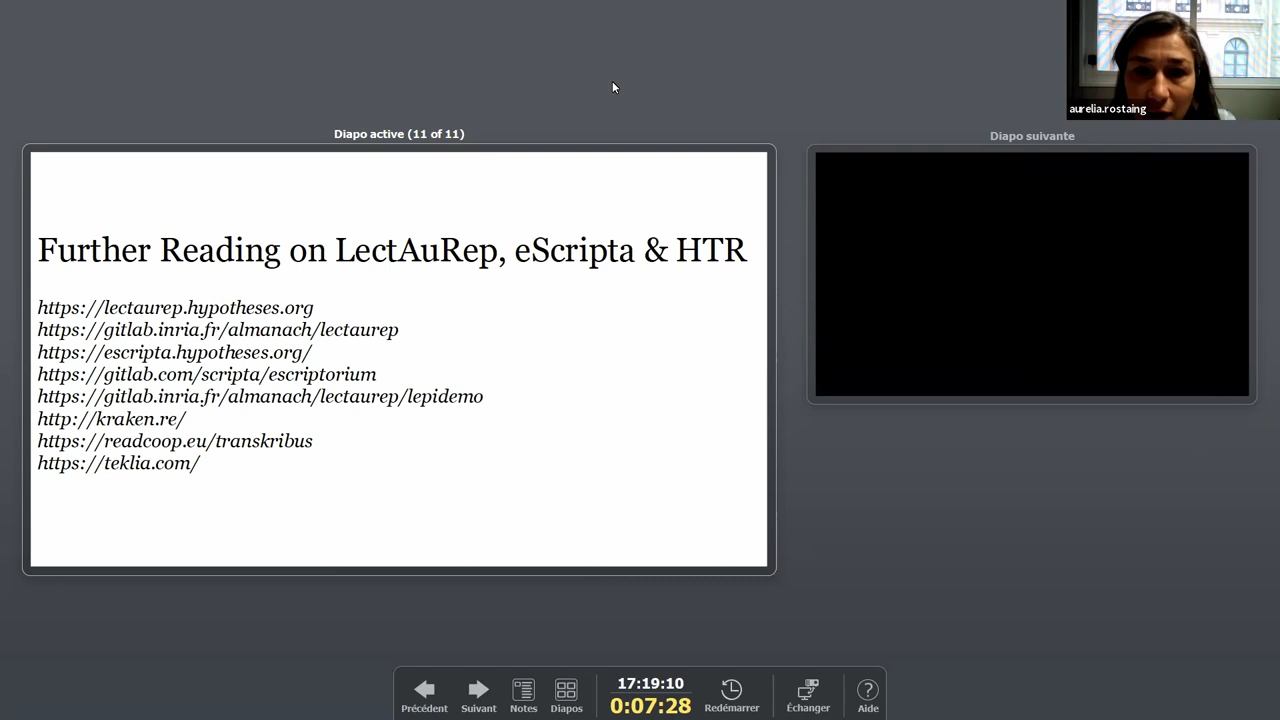 aurelia.rostaing
Diapo active (11 of 11)
Diapo suivante
Further Reading on LectAuRep, eScripta & HTR
https://lectaurep.hypotheses.org
https://gitlab.inria.fr/almanach/lectaurep
https://escripta.hypotheses.org/
https://gitlab.com/scripta/escriptorium
https://gitlab.inria.fr/almanach/lectaurep/lepidemo
http://kraken.re/
https://readcoop.eu/transkribus
https://teklia.com/
Précédent
Suivant
Notes
Diapos
17:19:10
0:07:28
Redémarrer
Échanger
? Aide